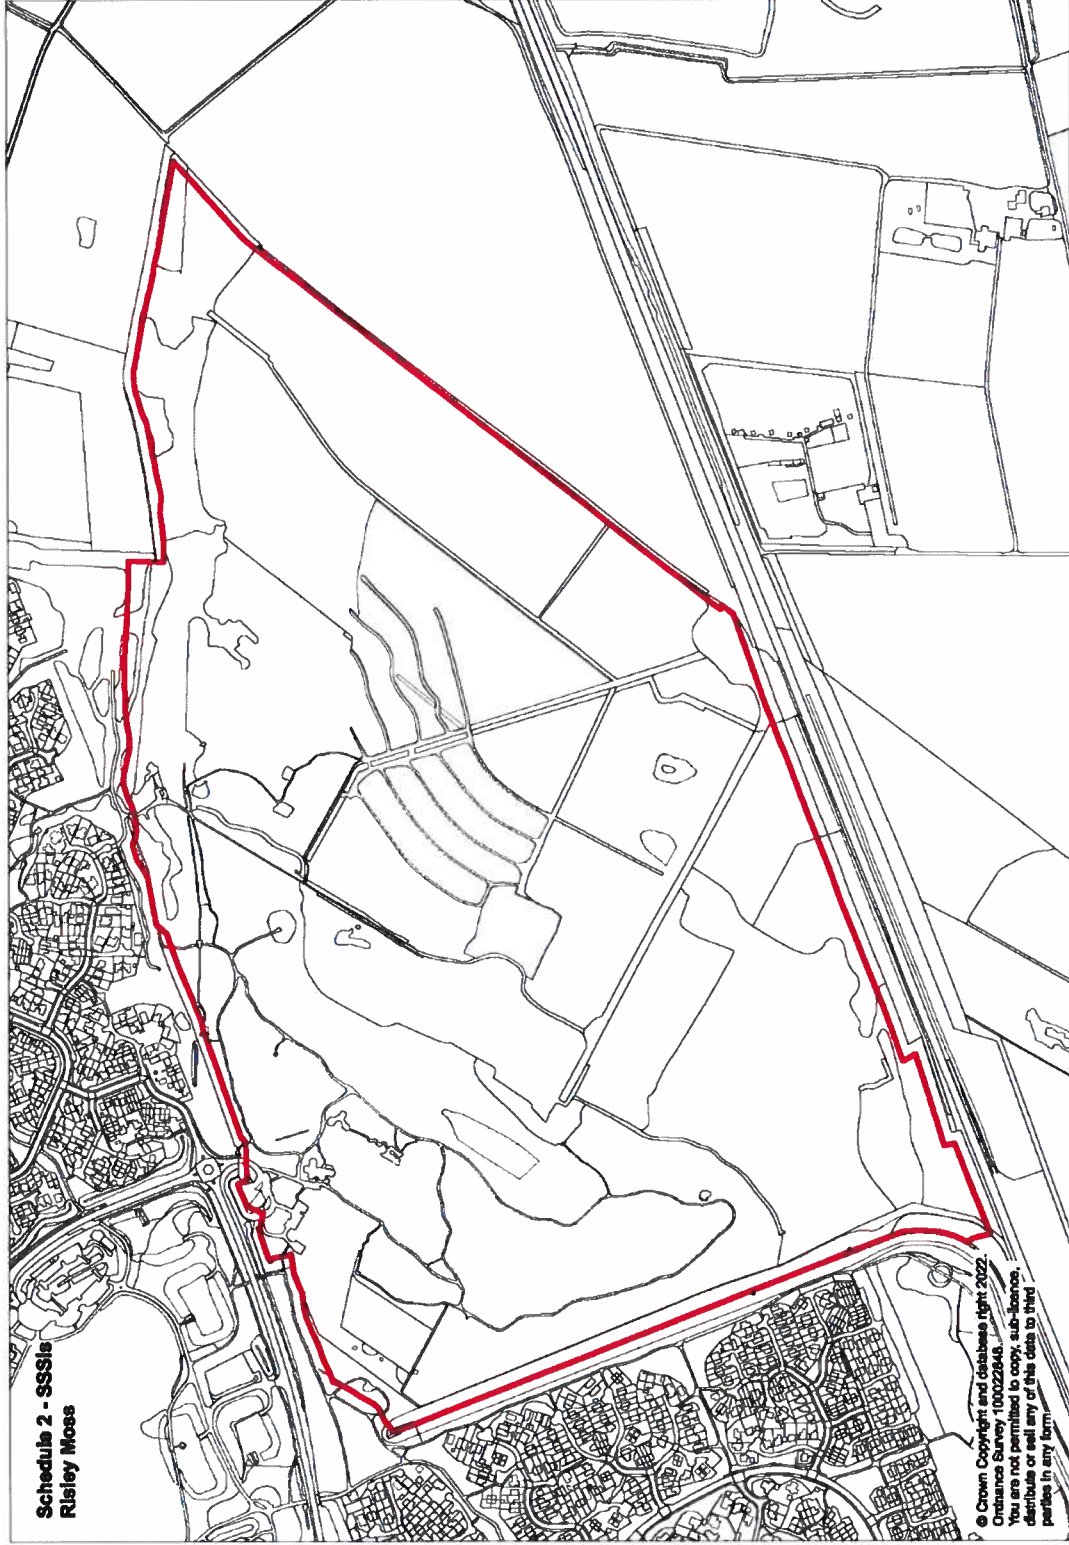 Schedule 2 - SSSIs
Risley Moss
© Crown Copyright and database right 2022.
Ordnance Survey 100022848.
You are not permitted to copy, sub-licence,
distribute or sell any of this data to third
parties in any form.